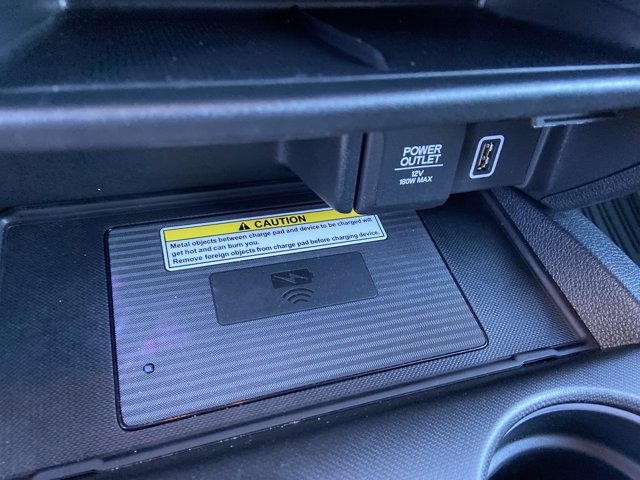 POWER
OUTLET
12V
180W MAX
CAUTION
Metal objects between charge pad and device to be charged will
get hot and can burn you.
Remove foreign objects from charge pad before charging device.